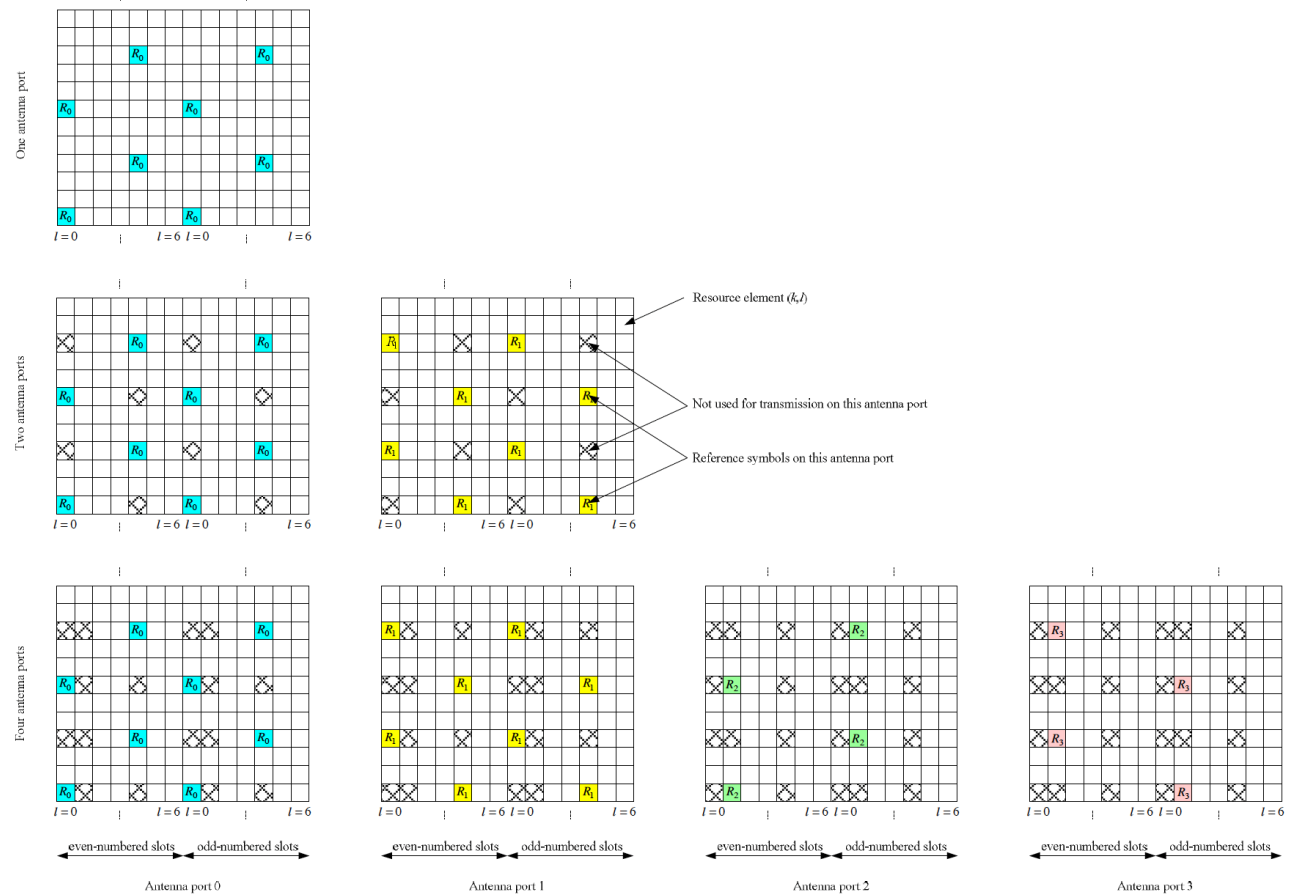 One antenna port
R0 R0
R0 R0
R0 R0
R0 R0
l = 0 l = 6 l = 0 l = 6
Two antenna ports
R0 R0
R0 R0
R0 R0
R0 R0
l = 0 l = 6 l = 0 l = 6
R1 R1
R1 R1
R1 R1
R1 R1
l = 0 l = 6 l = 0 l = 6
Resource element (k,l)
Not used for transmission on this antenna port
Reference symbols on this antenna port
Four antenna ports
R0 R0
R0 R0
R0 R0
R0 R0
l = 0 l = 6 l = 0 l = 6
even-numbered slots odd-numbered slots
Antenna port 0
R1 R1
R1 R1
R1 R1
R1 R1
l = 0 l = 6 l = 0 l = 6
even-numbered slots odd-numbered slots
Antenna port 1
R2
R2
R2
R2
l = 0 l = 6 l = 0 l = 6
even-numbered slots odd-numbered slots
Antenna port 2
R3
R3
R3
R3
l = 0 l = 6 l = 0 l = 6
even-numbered slots odd-numbered slots
Antenna port 3